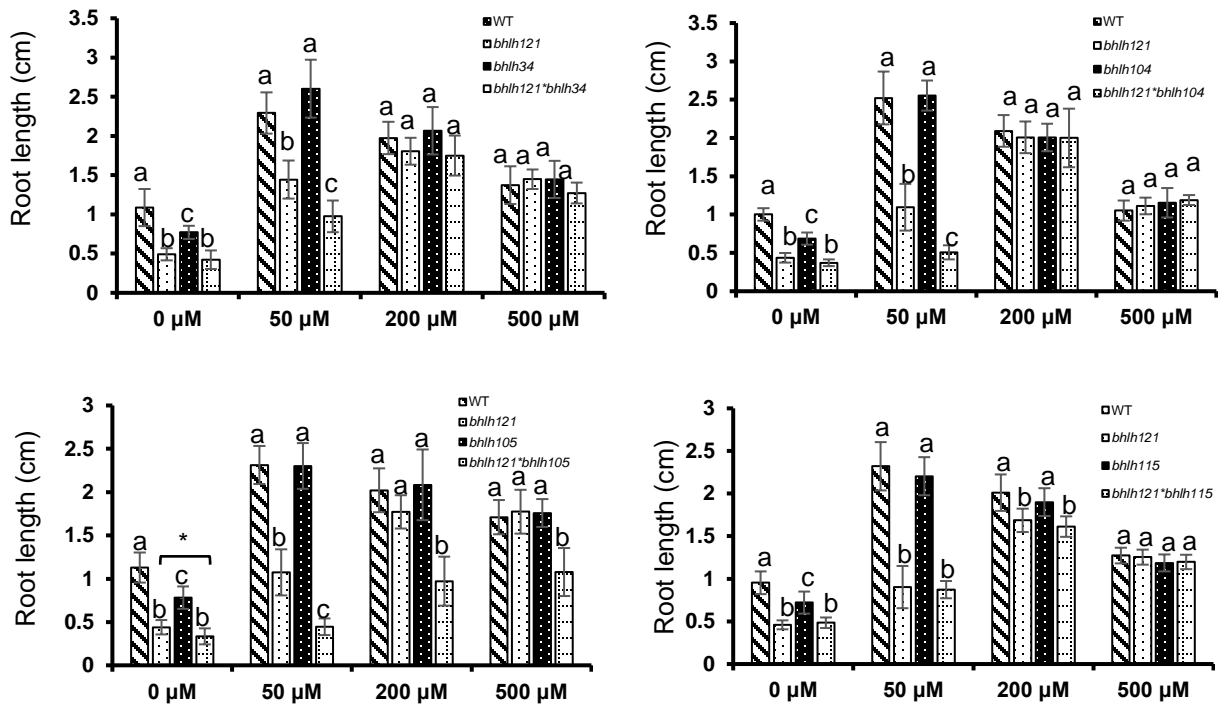 Root length (cm)
3.5
3
2.5
2
1.5
1
0.5
0
WT
bhlh121
bhlh34
bhlh121*bhlh34
a b c b
a b a c
a a a a
a a a a
0 µM 50 µM 200 µM 500 µM
Root length (cm)
3.5
3
2.5
2
1.5
1
0.5
0
WT
bhlh121
bhlh104
bhlh121*bhlh104
a b c b
a b a c
a a a a
a a a a
0 µM 50 µM 200 µM 500 µM
Root length (cm)
3
2.5
2
1.5
1
0.5
0
WT
bhlh121
bhlh105
bhlh121*bhlh105
*
a b c b
a b a c
a a a b
a a a b
0 µM 50 µM 200 µM 500 µM
Root length (cm)
3
2.5
2
1.5
1
0.5
0
WT
bhlh121
bhlh115
bhlh121*bhlh115
a b c b
a b a b
a b a b
a a a a
0 µM 50 µM 200 µM 500 µM